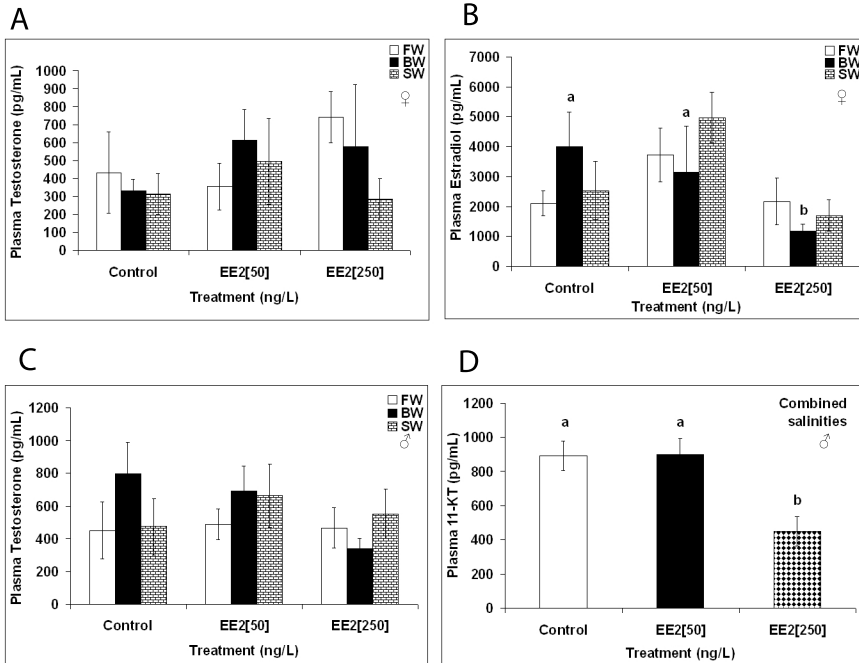 A
FW
BW
SW
♀
Plasma Testosterone (pg/mL)
1000
900
800
700
600
500
400
300
200
100
0
Control EE2[50] EE2[250]
Treatment (ng/L)
B
FW
BW
SW
♀
Plasma Estradiol (pg/mL)
7000
6000
5000
4000
3000
2000
1000
0
a
a
b
Control EE2[50] EE2[250]
Treatment (ng/L)
C
FW
BW
SW
♂
Plasma Testosterone (pg/mL)
1200
1000
800
600
400
200
0
Control EE2[50] EE2[250]
Treatment (ng/L)
D
Combined
salinities
♂
Plasma 11-KT (pg/mL)
1200
1000
800
600
400
200
0
a
a
b
Control EE2[50] EE2[250]
Treatment (ng/L)